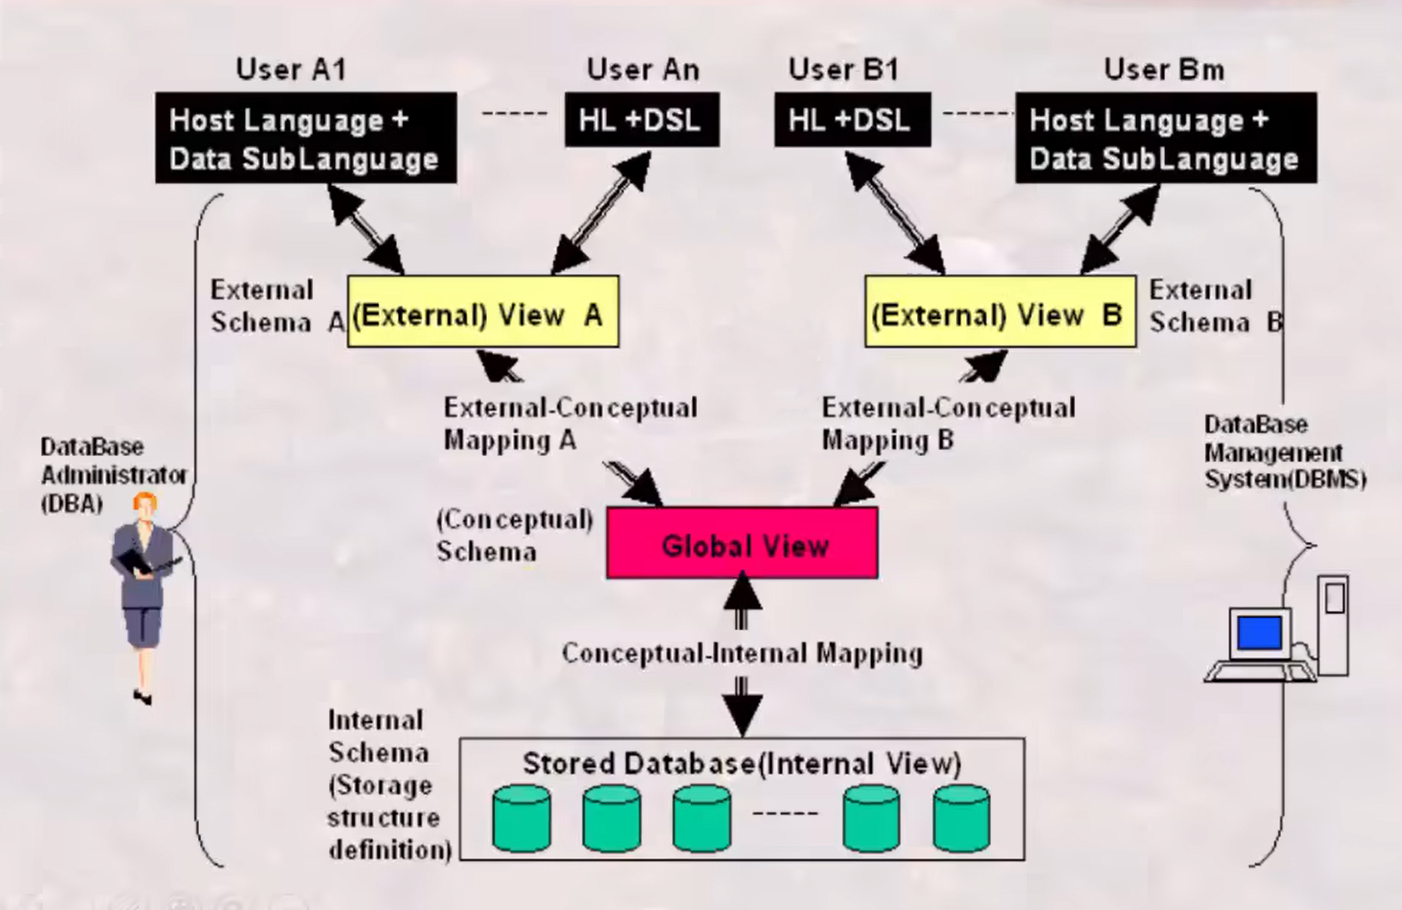 User A1
User An
User B1
User Bm
Host Language +
Data SubLanguage
HL +DSL
HL +DSL
Host Language +
Data SubLanguage
External
Schema A
(External) View A
(External) View B
External
Schema B
External-Conceptual
Mapping A
External-Conceptual
Mapping B
DataBase
Administrator
(DBA)
DataBase
Management
System(DBMS)
(Conceptual)
Schema
Global View
Conceptual-Internal Mapping
Internal
Schema
(Storage
structure
definition)
Stored Database(Internal View)